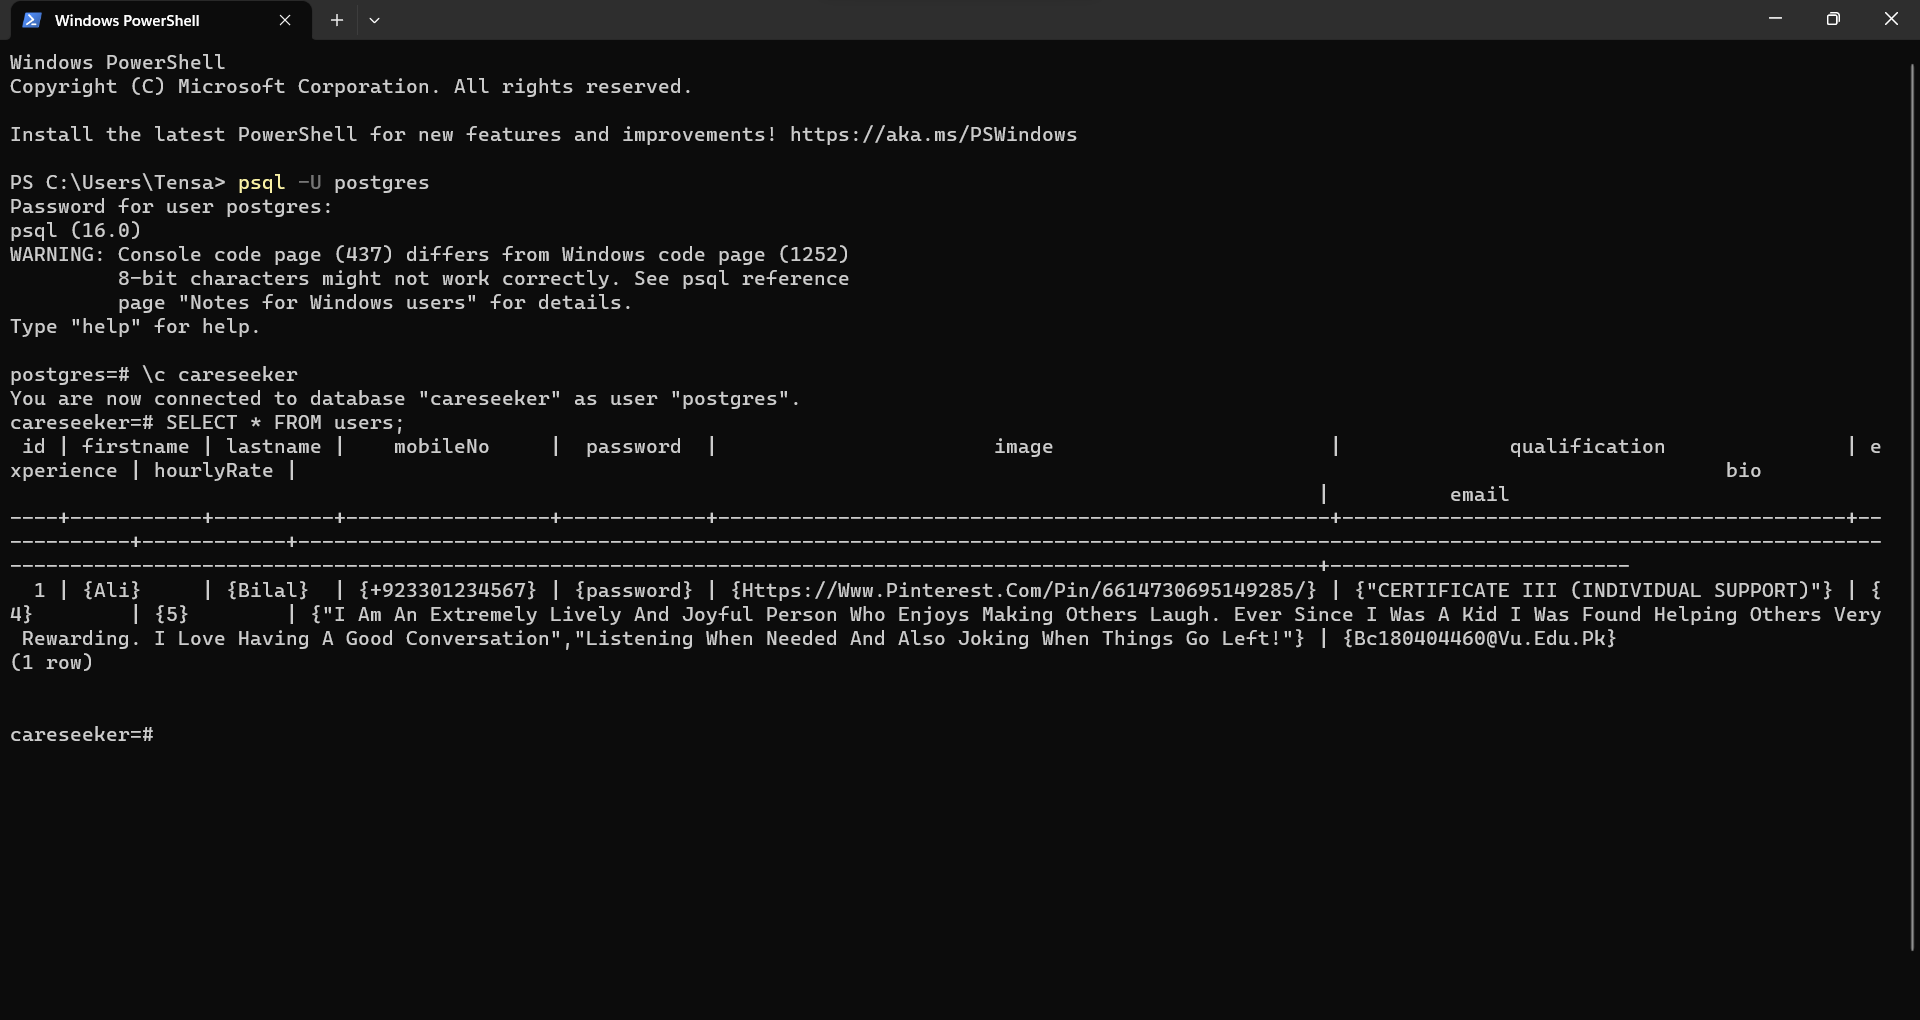 Windows PowerShell
Windows PowerShell
Copyright (C) Microsoft Corporation. All rights reserved.
Install the latest PowerShell for new features and improvements! https://aka.ms/PSWindows
PS C:\Users\Tensa> psql -U postgres
Password for user postgres:
psql (16.0)
WARNING: Console code page (437) differs from Windows code page (1252)
         8-bit characters might not work correctly. See psql reference
         page "Notes for Windows users" for details.
Type "help" for help.
postgres=# \c careseeker
You are now connected to database "careseeker" as user "postgres".
careseeker=# SELECT * FROM users;
 id | firstname | lastname |    mobileNo     |  password  |                       image                       |              qualification               | e
xperience | hourlyRate |                                                                                                                       bio
                                                                                                             |          email
----+-----------+----------+-----------------+------------+---------------------------------------------------+------------------------------------------+--
----------+------------+------------------------------------------------------------------------------------------------------------------------------------
-------------------------------------------------------------------------------------------------------------+-------------------------
  1 | {Ali}     | {Bilal}  | {+923301234567} | {password} | {Https://Www.Pinterest.Com/Pin/6614730695149285/} | {"CERTIFICATE III (INDIVIDUAL SUPPORT)"} | {
4}        | {5}        | {"I Am An Extremely Lively And Joyful Person Who Enjoys Making Others Laugh. Ever Since I Was A Kid I Was Found Helping Others Very
 Rewarding. I Love Having A Good Conversation","Listening When Needed And Also Joking When Things Go Left!"} | {Bc180404460@Vu.Edu.Pk}
(1 row)
careseeker=#